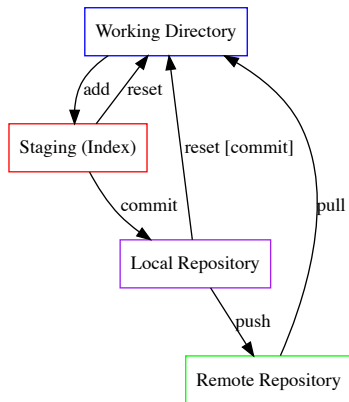 Working Directory
add
reset
Staging (Index)
reset [commit]
commit
pull
Local Repository
push
Remote Repository